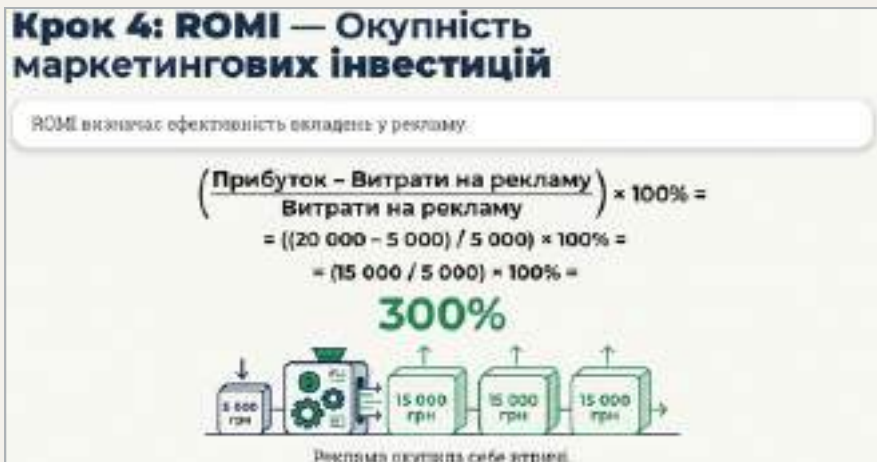 Крок 4: ROMI — Окупність
маркетингових інвестицій
ROMI визначає ефективність вкладень у рекламу.
(Прибуток – Витрати на рекламу
Витрати на рекламу) × 100% =
= ((20 000 – 5 000) / 5 000) × 100% =
= (15 000 / 5 000) × 100% =
300%
5 000 грн
15 000 грн
15 000 грн
15 000 грн
Реклама окупила себе втричі.